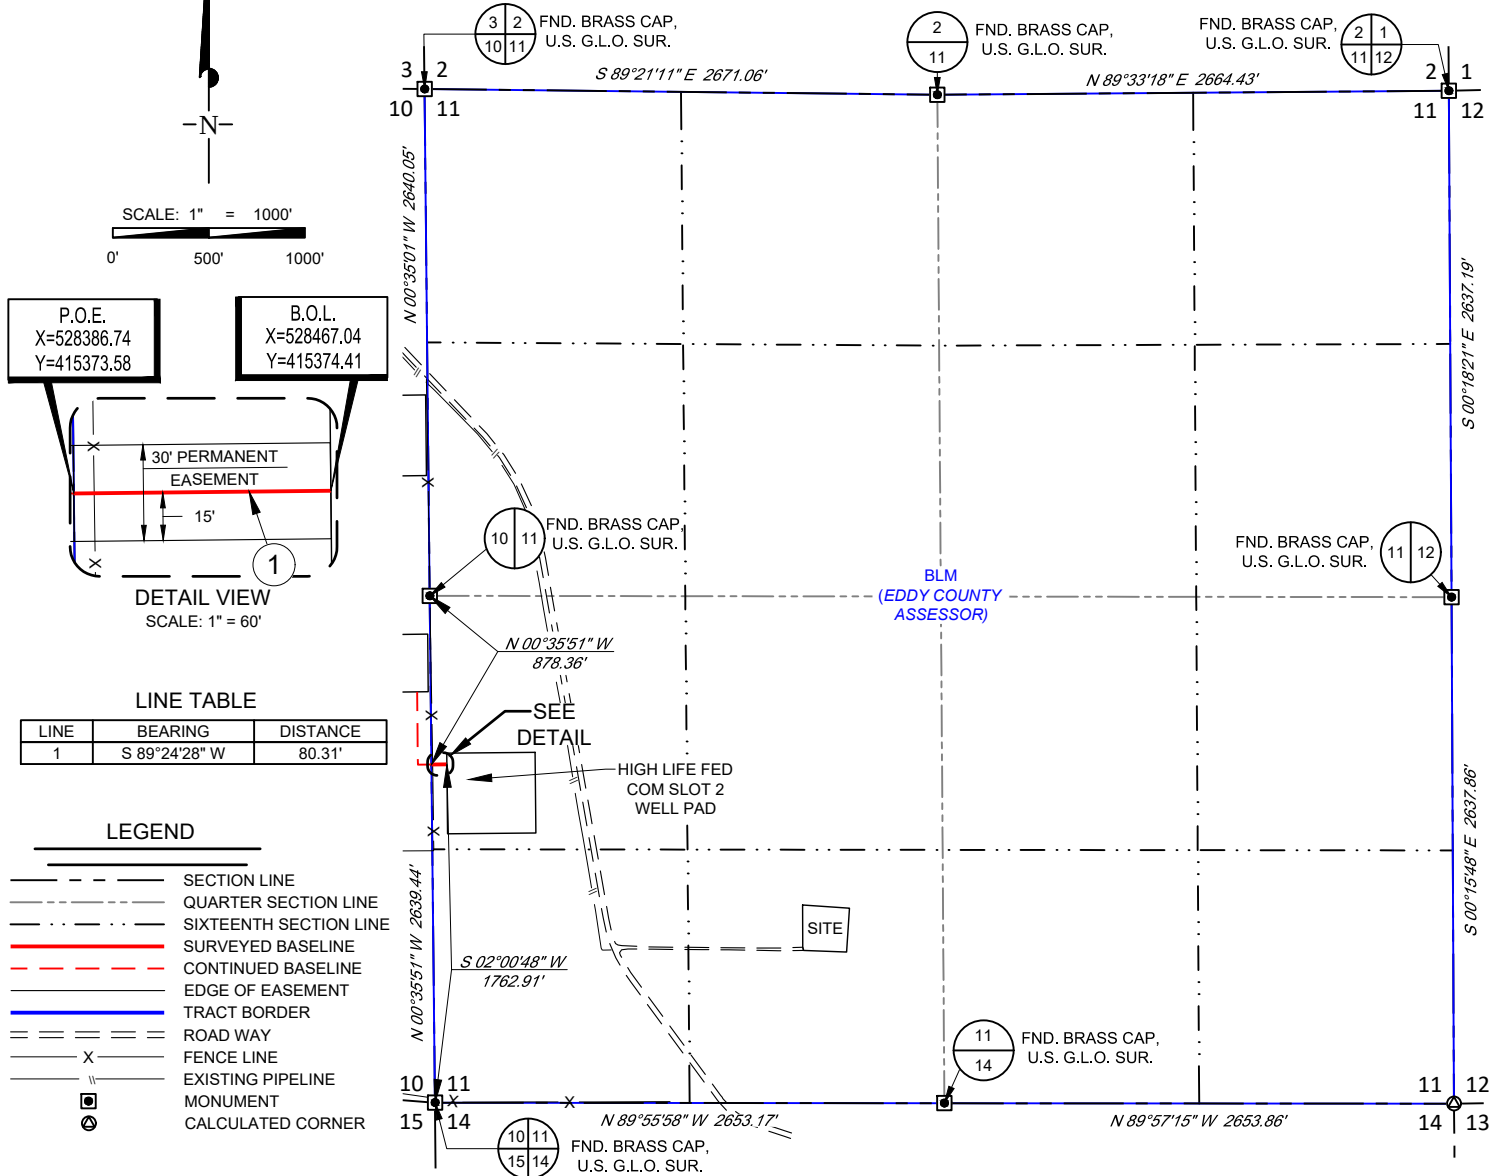 3 2
10 11
FND. BRASS CAP,
U.S. G.L.O. SUR.
2
11
FND. BRASS CAP,
U.S. G.L.O. SUR.
FND. BRASS CAP,
U.S. G.L.O. SUR.
2 1
11 12
3 2
10 11
S 89°21'11" E 2671.06'
N 89°33'18" E 2664.43'
2 1
11 12
N
SCALE: 1" = 1000'
0' 500' 1000'
N 00°35'01" W 2640.05'
S 00°18'21" E 2637.19'
P.O.E.
X=528386.74
Y=415373.58
B.O.L.
X=528467.04
Y=415374.41
X
30' PERMANENT
EASEMENT
15'
X
1
DETAIL VIEW
SCALE: 1" = 60'
X
10 11
FND. BRASS CAP,
U.S. G.L.O. SUR.
FND. BRASS CAP,
U.S. G.L.O. SUR.
11 12
BLM
(EDDY COUNTY
ASSESSOR)
N 00°35'51" W
878.36'
LINE TABLE
LINE BEARING DISTANCE
1 S 89°24'28" W 80.31'
X
SEE
DETAIL
HIGH LIFE FED
COM SLOT 2
WELL PAD
X
N 00°35'51" W 2639.44'
S 00°15'48" E 2637.86'
SITE
S 02°00'48" W
1762.91'
LEGEND
SECTION LINE
QUARTER SECTION LINE
SIXTEENTH SECTION LINE
SURVEYED BASELINE
CONTINUED BASELINE
EDGE OF EASEMENT
TRACT BORDER
ROAD WAY
X FENCE LINE
EXISTING PIPELINE
MONUMENT
CALCULATED CORNER
11
14
FND. BRASS CAP,
U.S. G.L.O. SUR.
10 11
15 14
X X
N 89°55'58" W 2653.17'
N 89°57'15" W 2653.86'
11 12
14 13
10 11
15 14
FND. BRASS CAP,
U.S. G.L.O. SUR.